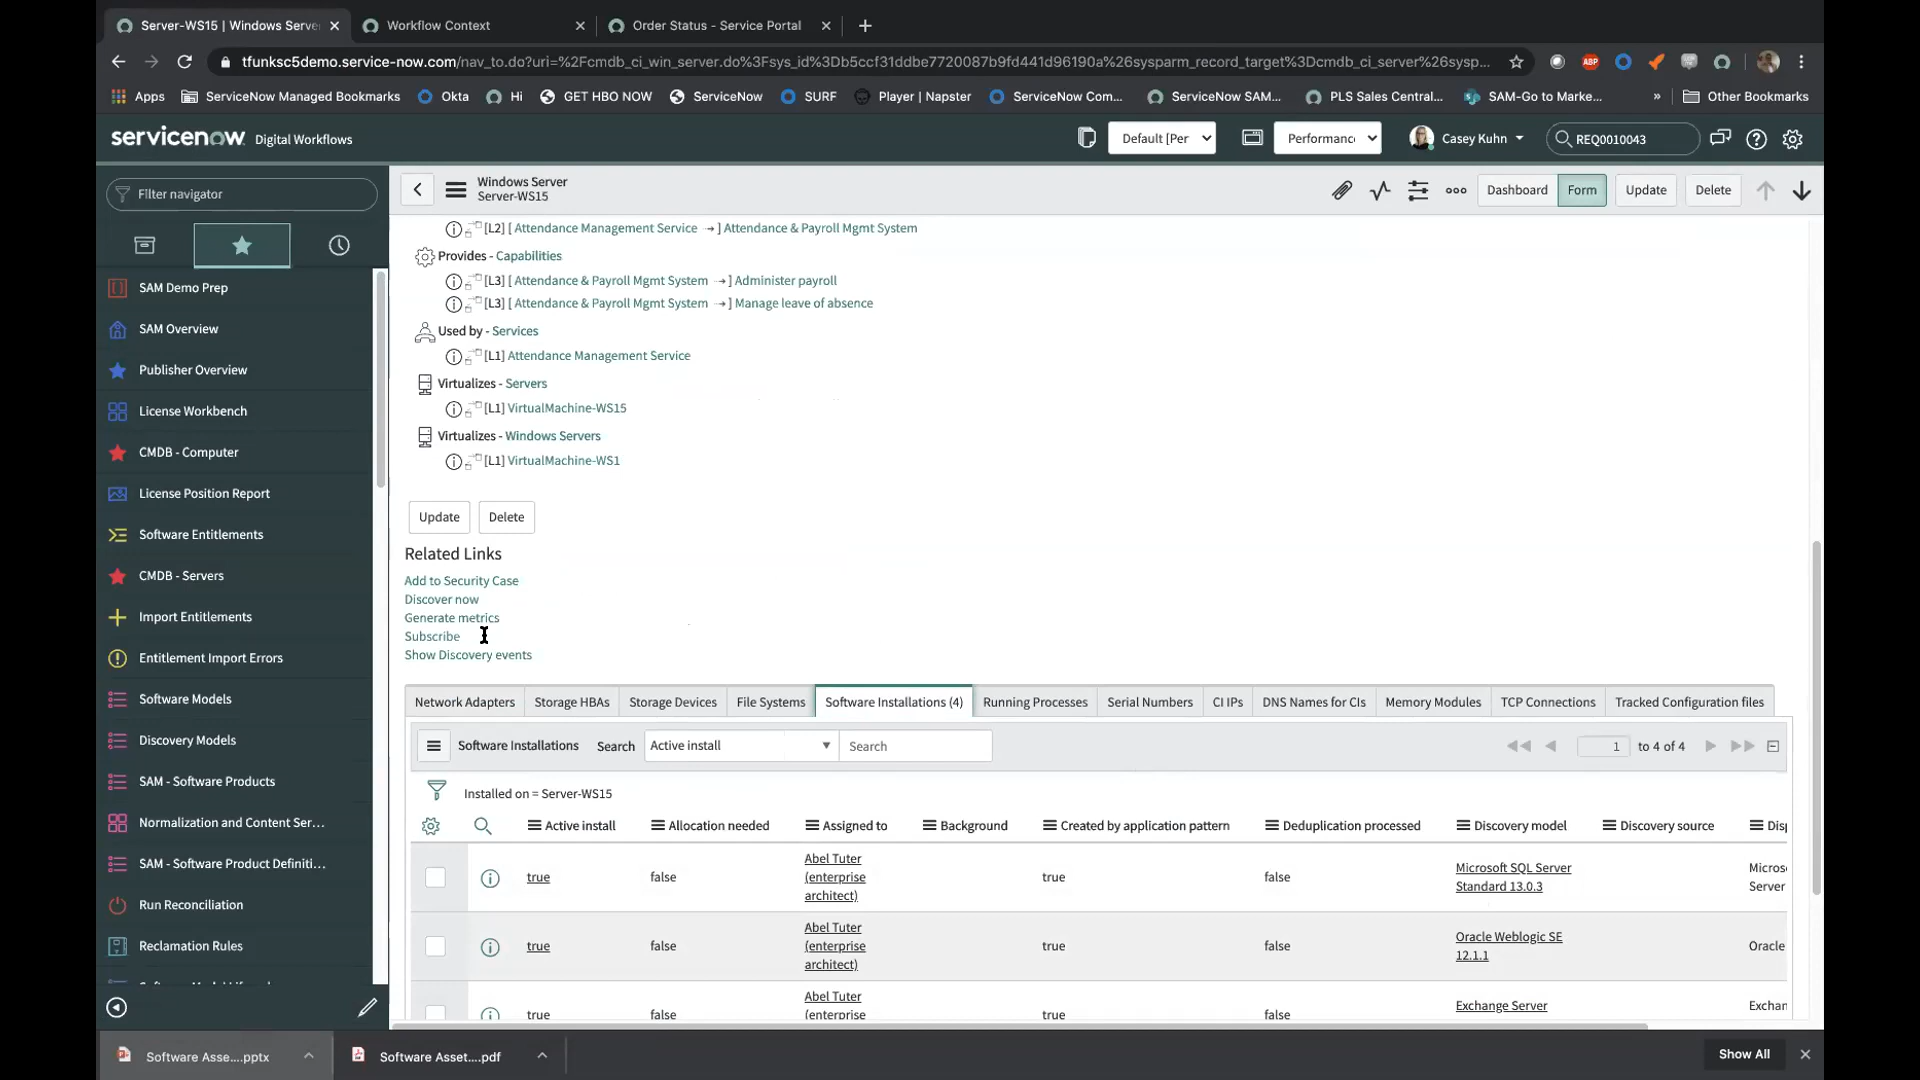 Server-WS15 | Windows Serve
Workflow Context
Order Status - Service Portal
tfunksc5demo.service-now.com/nav_to.do?uri=%2Fcmdb_ci_win_server.do%3Fsys_id%3Db5ccf31ddbe7720087b9fd441d96190a%26sysparm_record_target%3Dcmdb_ci_server%26sysp...
ABP
Apps
ServiceNow Managed Bookmarks
Okta
Hi
GET HBO NOW
ServiceNow
SURF
Player | Napster
ServiceNow Com...
ServiceNow SAM...
PLS Sales Central...
SAM-Go to Marke...
»
Other Bookmarks
servicenow Digital Workflows
Default [Per
Performanc
Casey Kuhn
REQ0010043
Filter navigator
SAM Demo Prep
SAM Overview
Publisher Overview
License Workbench
CMDB - Computer
License Position Report
Software Entitlements
CMDB - Servers
Import Entitlements
Entitlement Import Errors
Software Models
Discovery Models
SAM - Software Products
Normalization and Content Ser...
SAM - Software Product Definiti...
Run Reconciliation
Reclamation Rules
Windows Server
Server-WS15
Dashboard
Form
Update
Delete
[L2] [ Attendance Management Service → ] Attendance & Payroll Mgmt System
Provides - Capabilities
[L3] [ Attendance & Payroll Mgmt System → ] Administer payroll
[L3] [ Attendance & Payroll Mgmt System → ] Manage leave of absence
Used by - Services
[L1] Attendance Management Service
Virtualizes - Servers
[L1] VirtualMachine-WS15
Virtualizes - Windows Servers
[L1] VirtualMachine-WS1
Update
Delete
Related Links
Add to Security Case
Discover now
Generate metrics
Subscribe
Show Discovery events
Network Adapters
Storage HBAs
Storage Devices
File Systems
Software Installations (4)
Running Processes
Serial Numbers
CI IPs
DNS Names for CIs
Memory Modules
TCP Connections
Tracked Configuration files
Software Installations
Search
Active install
Search
1 to 4 of 4
Installed on = Server-WS15
Active install
Allocation needed
Assigned to
Background
Created by application pattern
Deduplication processed
Discovery model
Discovery source
Disp
true
false
Abel Tuter
(enterprise
architect)
true
false
Microsoft SQL Server
Standard 13.0.3
Micros
Server
true
false
Abel Tuter
(enterprise
architect)
true
false
Oracle Weblogic SE
12.1.1
Oracle
true
false
Abel Tuter
(enterprise
true
false
Exchange Server
Exchan
Software Asse....pptx
Software Asset....pdf
Show All